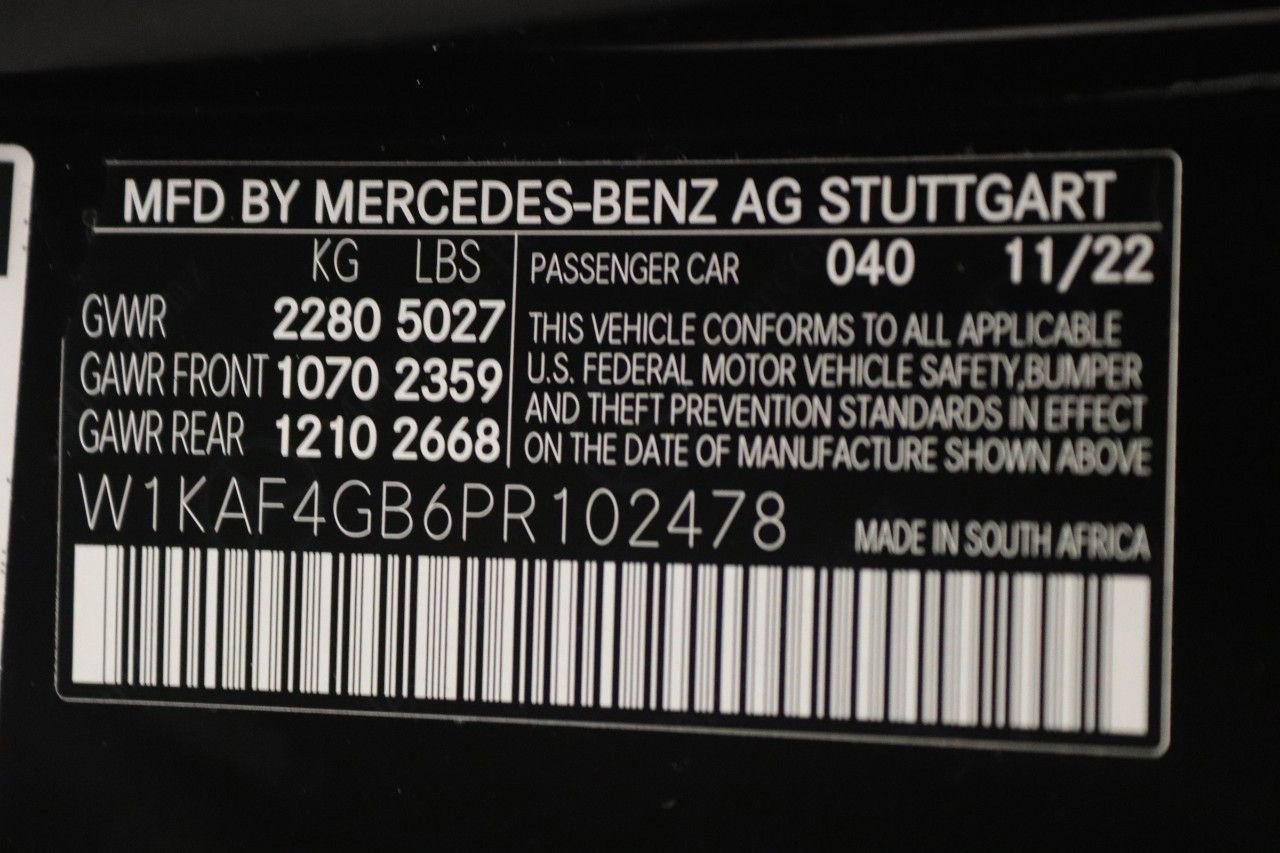 MFD BY MERCEDES-BENZ AG STUTTGART
KG LBS
GVWR 2280 5027
GAWR FRONT 1070 2359
GAWR REAR 1210 2668
PASSENGER CAR 040 11/22
THIS VEHICLE CONFORMS TO ALL APPLICABLE
U.S. FEDERAL MOTOR VEHICLE SAFETY,BUMPER
AND THEFT PREVENTION STANDARDS IN EFFECT
ON THE DATE OF MANUFACTURE SHOWN ABOVE
W1KAF4GB6PR102478
MADE IN SOUTH AFRICA